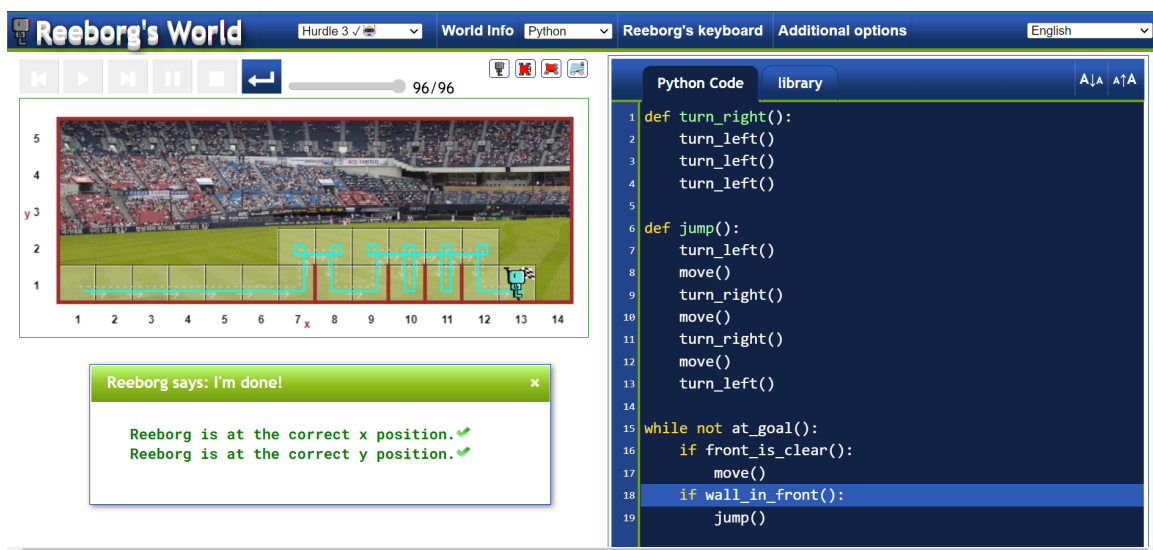 Reeborg's World
Hurdle 3 ✓
World Info
Python
Reeborg's keyboard
Additional options
English
96/96
5
4
y 3
2
1
1 2 3 4 5 6 7 x 8 9 10 11 12 13 14
Reeborg says: I'm done! ×
Reeborg is at the correct x position.✔
Reeborg is at the correct y position.✔
Python Code
library
A↓A A↑A
1 def turn_right():
2     turn_left()
3     turn_left()
4     turn_left()
5
6 def jump():
7     turn_left()
8     move()
9     turn_right()
10     move()
11     turn_right()
12     move()
13     turn_left()
14
15 while not at_goal():
16     if front_is_clear():
17         move()
18     if wall_in_front():
19         jump()